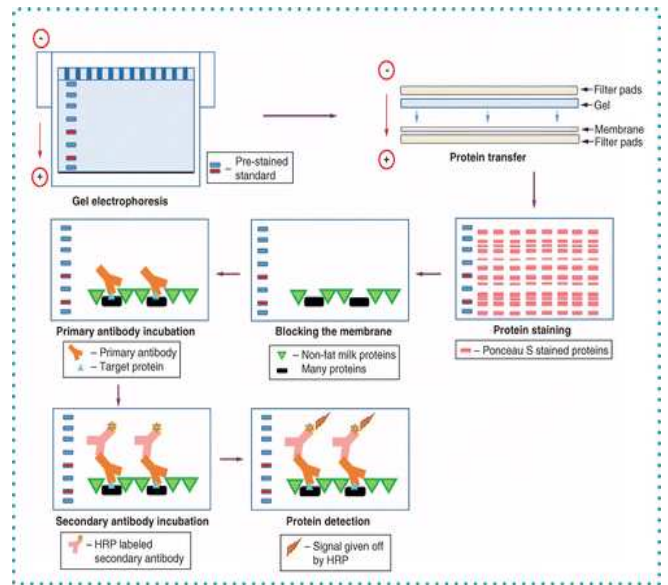 -
+
– Pre-stained
standard
Gel electrophoresis
-
+
Filter pads
Gel
Membrane
Filter pads
Protein transfer
Protein staining
– Ponceau S stained proteins
Blocking the membrane
– Non-fat milk proteins
Many proteins
Primary antibody incubation
– Primary antibody
– Target protein
Secondary antibody incubation
– HRP labeled
secondary antibody
Protein detection
– Signal given off
by HRP